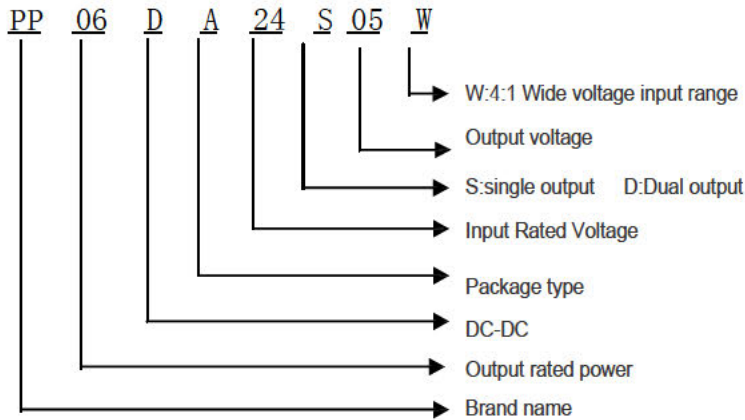 PP 06 D A 24 S 05 W
W:4:1 Wide voltage input range
Output voltage
S:single output D:Dual output
Input Rated Voltage
Package type
DC-DC
Output rated power
Brand name